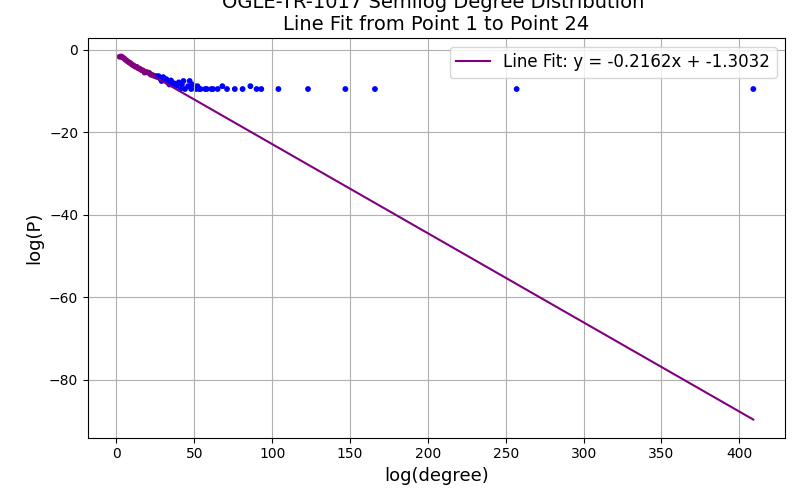 OGLE-TR-1017 Semilog Degree Distribution
Line Fit from Point 1 to Point 24
Line Fit: y = -0.2162x + -1.3032
0
−20
−40
−60
−80
log(P)
0 50 100 150 200 250 300 350 400
log(degree)